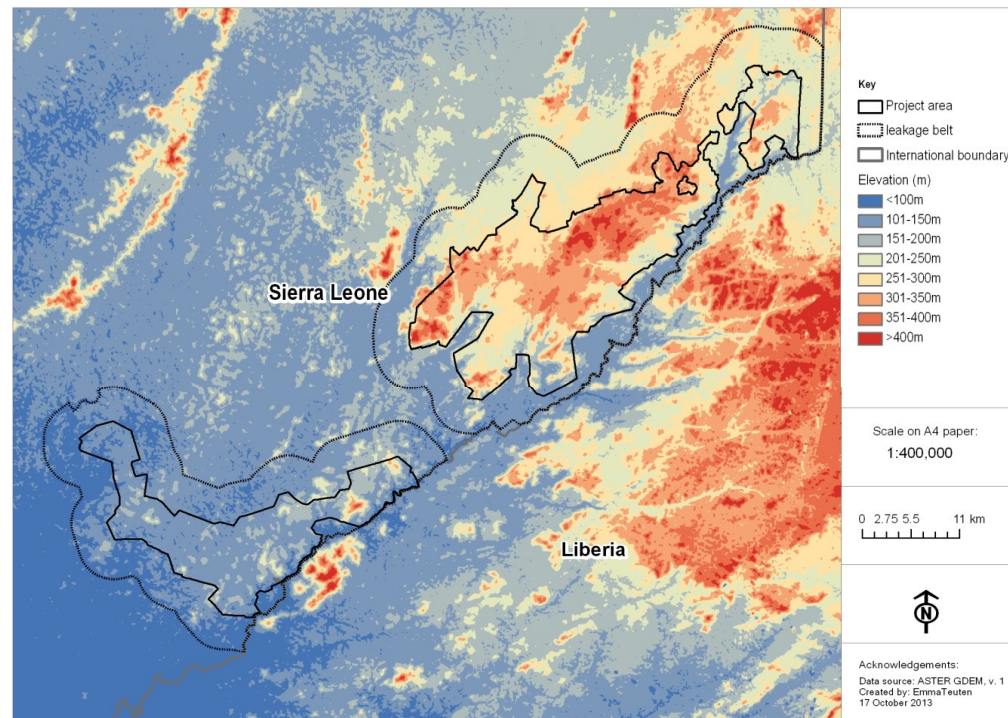 Sierra Leone
Liberia
Key
Project area
leakage belt
International boundary
Elevation (m)
<100m
101-150m
151-200m
201-250m
251-300m
301-350m
351-400m
>400m
Scale on A4 paper:
1:400,000
0 2.75 5.5 11 km
N
Acknowledgements:
Data source: ASTER GDEM, v. 1
Created by: EmmaTeuten
17 October 2013